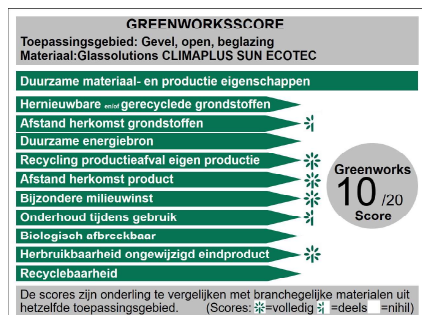 GREENWORKSSCORE
Toepassingsgebied: Gevel, open, beglazing
Materiaal:Glassolutions CLIMAPLUS SUN ECOTEC
Duurzame materiaal- en productie eigenschappen
Hernieuwbare en/of gerecyclede grondstoffen
Afstand herkomst grondstoffen
Duurzame energiebron
Recycling productieafval eigen productie
Afstand herkomst product
Bijzondere milieuwinst
Onderhoud tijdens gebruik
Biologisch afbreekbaar
Herbruikbaarheid ongewijzigd eindproduct
Recyclebaarheid
Greenworks
10 /20
Score
De scores zijn onderling te vergelijken met branchegelijke materialen uit
hetzelfde toepassingsgebied. (Scores: =volledig =deels =nihil)